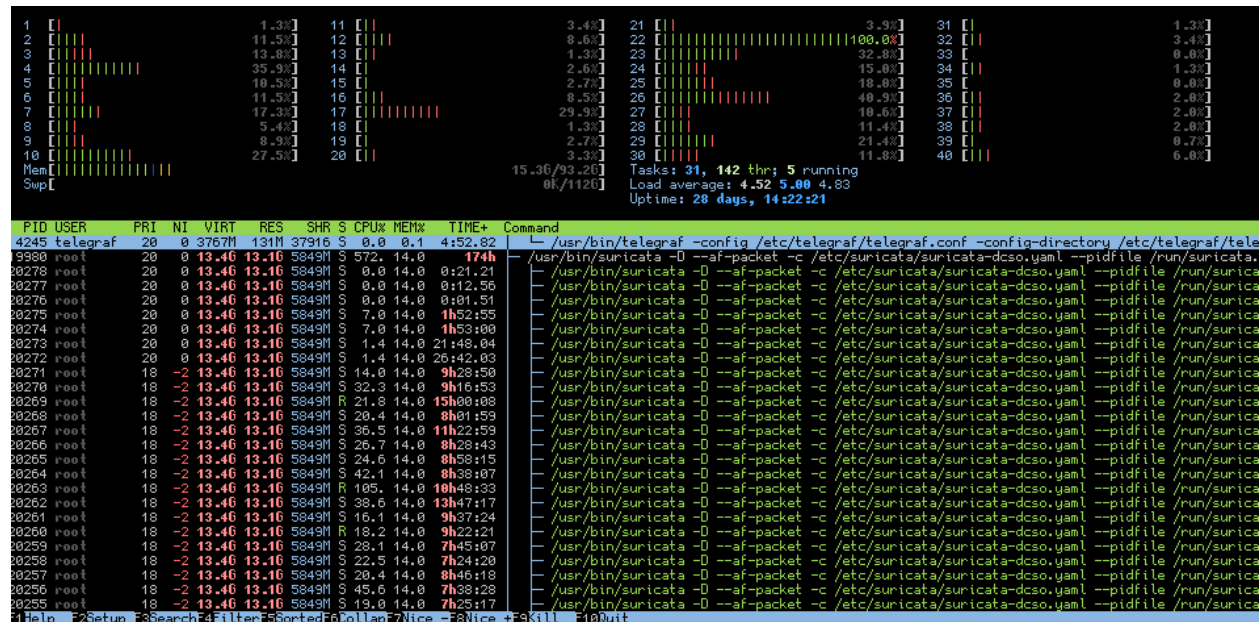 1 [| 1.3%] 11 [|| 3.4%] 21 [|| 3.9%] 31 [| 1.3%]
2 [|||| 11.5%] 12 [|||| 8.6%] 22 [||||||||||||||||||||||100.0%] 32 [|| 3.4%]
3 [||||| 13.8%] 13 [|| 1.3%] 23 [||||||||| 32.8%] 33 [ 0.0%]
4 [||||||||||| 35.9%] 14 [| 2.6%] 24 [||||| 15.0%] 34 [|| 1.3%]
5 [|||| 10.5%] 15 [| 2.7%] 25 [|||||| 18.0%] 35 [ 0.0%]
6 [|||| 11.5%] 16 [||| 8.5%] 26 [||||||||||||| 40.9%] 36 [|| 2.0%]
7 [|||||| 17.3%] 17 [|||||||||| 29.9%] 27 [|||| 10.6%] 37 [|| 2.0%]
8 [||| 5.4%] 18 [| 1.3%] 28 [|||| 11.4%] 38 [|| 2.0%]
9 [|||| 8.9%] 19 [| 2.7%] 29 [||||||| 21.4%] 39 [| 0.7%]
10 [|||||||||| 27.5%] 20 [|| 3.3%] 30 [||||| 11.8%] 40 [||| 6.0%]
Mem[||||||||||||||| 15.3G/93.2G] Tasks: 31, 142 thr; 5 running
Swp[ 0K/112G] Load average: 4.52 5.00 4.83
Uptime: 28 days, 14:22:21
PID USER PRI NI VIRT RES SHR S CPU% MEM% TIME+ Command
4245 telegraf 20 0 3767M 131M 37916 S 0.0 0.1 4:52.82 /usr/bin/telegraf -config /etc/telegraf/telegraf.conf -config-directory /etc/telegraf/tele
19980 root 20 0 13.4G 13.1G 5849M S 572. 14.0 174h /usr/bin/suricata -D --af-packet -c /etc/suricata/suricata-dcso.yaml --pidfile /run/suricata.
20278 root 20 0 13.4G 13.1G 5849M S 0.0 14.0 0:21.21 /usr/bin/suricata -D --af-packet -c /etc/suricata/suricata-dcso.yaml --pidfile /run/surica
20277 root 20 0 13.4G 13.1G 5849M S 0.0 14.0 0:12.56 /usr/bin/suricata -D --af-packet -c /etc/suricata/suricata-dcso.yaml --pidfile /run/surica
20276 root 20 0 13.4G 13.1G 5849M S 0.0 14.0 0:01.51 /usr/bin/suricata -D --af-packet -c /etc/suricata/suricata-dcso.yaml --pidfile /run/surica
20275 root 20 0 13.4G 13.1G 5849M S 7.0 14.0 1h52:55 /usr/bin/suricata -D --af-packet -c /etc/suricata/suricata-dcso.yaml --pidfile /run/surica
20274 root 20 0 13.4G 13.1G 5849M S 7.0 14.0 1h53:00 /usr/bin/suricata -D --af-packet -c /etc/suricata/suricata-dcso.yaml --pidfile /run/surica
20273 root 20 0 13.4G 13.1G 5849M S 1.4 14.0 21:48.04 /usr/bin/suricata -D --af-packet -c /etc/suricata/suricata-dcso.yaml --pidfile /run/surica
20272 root 20 0 13.4G 13.1G 5849M S 1.4 14.0 26:42.03 /usr/bin/suricata -D --af-packet -c /etc/suricata/suricata-dcso.yaml --pidfile /run/surica
20271 root 18 -2 13.4G 13.1G 5849M S 14.0 14.0 9h28:50 /usr/bin/suricata -D --af-packet -c /etc/suricata/suricata-dcso.yaml --pidfile /run/surica
20270 root 18 -2 13.4G 13.1G 5849M S 32.3 14.0 9h16:53 /usr/bin/suricata -D --af-packet -c /etc/suricata/suricata-dcso.yaml --pidfile /run/surica
20269 root 18 -2 13.4G 13.1G 5849M R 21.8 14.0 15h00:08 /usr/bin/suricata -D --af-packet -c /etc/suricata/suricata-dcso.yaml --pidfile /run/surica
20268 root 18 -2 13.4G 13.1G 5849M S 20.4 14.0 8h01:59 /usr/bin/suricata -D --af-packet -c /etc/suricata/suricata-dcso.yaml --pidfile /run/surica
20267 root 18 -2 13.4G 13.1G 5849M S 36.5 14.0 11h22:59 /usr/bin/suricata -D --af-packet -c /etc/suricata/suricata-dcso.yaml --pidfile /run/surica
20266 root 18 -2 13.4G 13.1G 5849M S 26.7 14.0 8h28:43 /usr/bin/suricata -D --af-packet -c /etc/suricata/suricata-dcso.yaml --pidfile /run/surica
20265 root 18 -2 13.4G 13.1G 5849M S 24.6 14.0 8h58:15 /usr/bin/suricata -D --af-packet -c /etc/suricata/suricata-dcso.yaml --pidfile /run/surica
20264 root 18 -2 13.4G 13.1G 5849M S 42.1 14.0 8h38:07 /usr/bin/suricata -D --af-packet -c /etc/suricata/suricata-dcso.yaml --pidfile /run/surica
20263 root 18 -2 13.4G 13.1G 5849M R 105. 14.0 10h48:33 /usr/bin/suricata -D --af-packet -c /etc/suricata/suricata-dcso.yaml --pidfile /run/surica
20262 root 18 -2 13.4G 13.1G 5849M S 38.6 14.0 13h47:17 /usr/bin/suricata -D --af-packet -c /etc/suricata/suricata-dcso.yaml --pidfile /run/surica
20261 root 18 -2 13.4G 13.1G 5849M S 16.1 14.0 9h37:24 /usr/bin/suricata -D --af-packet -c /etc/suricata/suricata-dcso.yaml --pidfile /run/surica
20260 root 18 -2 13.4G 13.1G 5849M R 18.2 14.0 9h22:21 /usr/bin/suricata -D --af-packet -c /etc/suricata/suricata-dcso.yaml --pidfile /run/surica
20259 root 18 -2 13.4G 13.1G 5849M S 28.1 14.0 7h45:07 /usr/bin/suricata -D --af-packet -c /etc/suricata/suricata-dcso.yaml --pidfile /run/surica
20258 root 18 -2 13.4G 13.1G 5849M S 22.5 14.0 7h24:20 /usr/bin/suricata -D --af-packet -c /etc/suricata/suricata-dcso.yaml --pidfile /run/surica
20257 root 18 -2 13.4G 13.1G 5849M S 20.4 14.0 8h46:18 /usr/bin/suricata -D --af-packet -c /etc/suricata/suricata-dcso.yaml --pidfile /run/surica
20256 root 18 -2 13.4G 13.1G 5849M S 45.6 14.0 7h38:28 /usr/bin/suricata -D --af-packet -c /etc/suricata/suricata-dcso.yaml --pidfile /run/surica
20255 root 18 -2 13.4G 13.1G 5849M S 19.0 14.0 7h25:17 /usr/bin/suricata -D --af-packet -c /etc/suricata/suricata-dcso.yaml --pidfile /run/surica
F1Help F2Setup F3SearchF4FilterF5SortedF6CollapF7Nice -F8Nice +F9Kill F10Quit